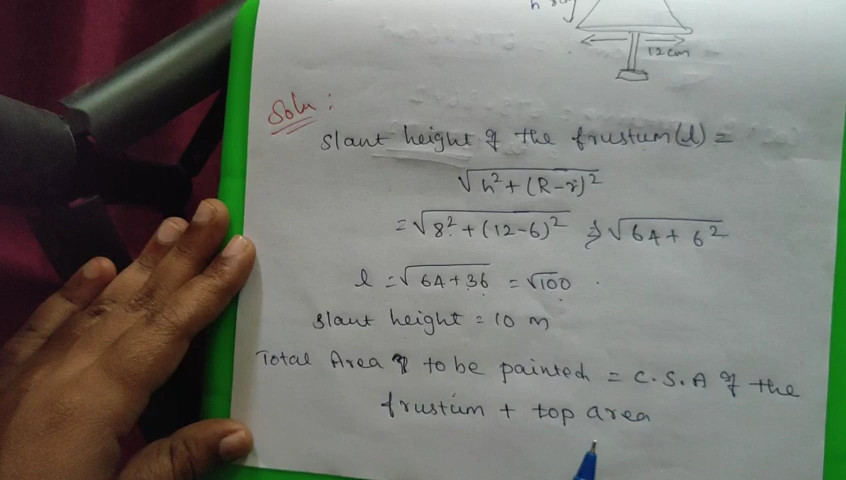 12 cm
Soln:
Slant height of the frustum (l) =
√h² + (R-r)²
= √8² + (12-6)² ⇒ √64 + 6²
l = √64 + 36 = √100
Slant height = 10 m
Total Area to be painted = C.S.A of the
frustum + top area